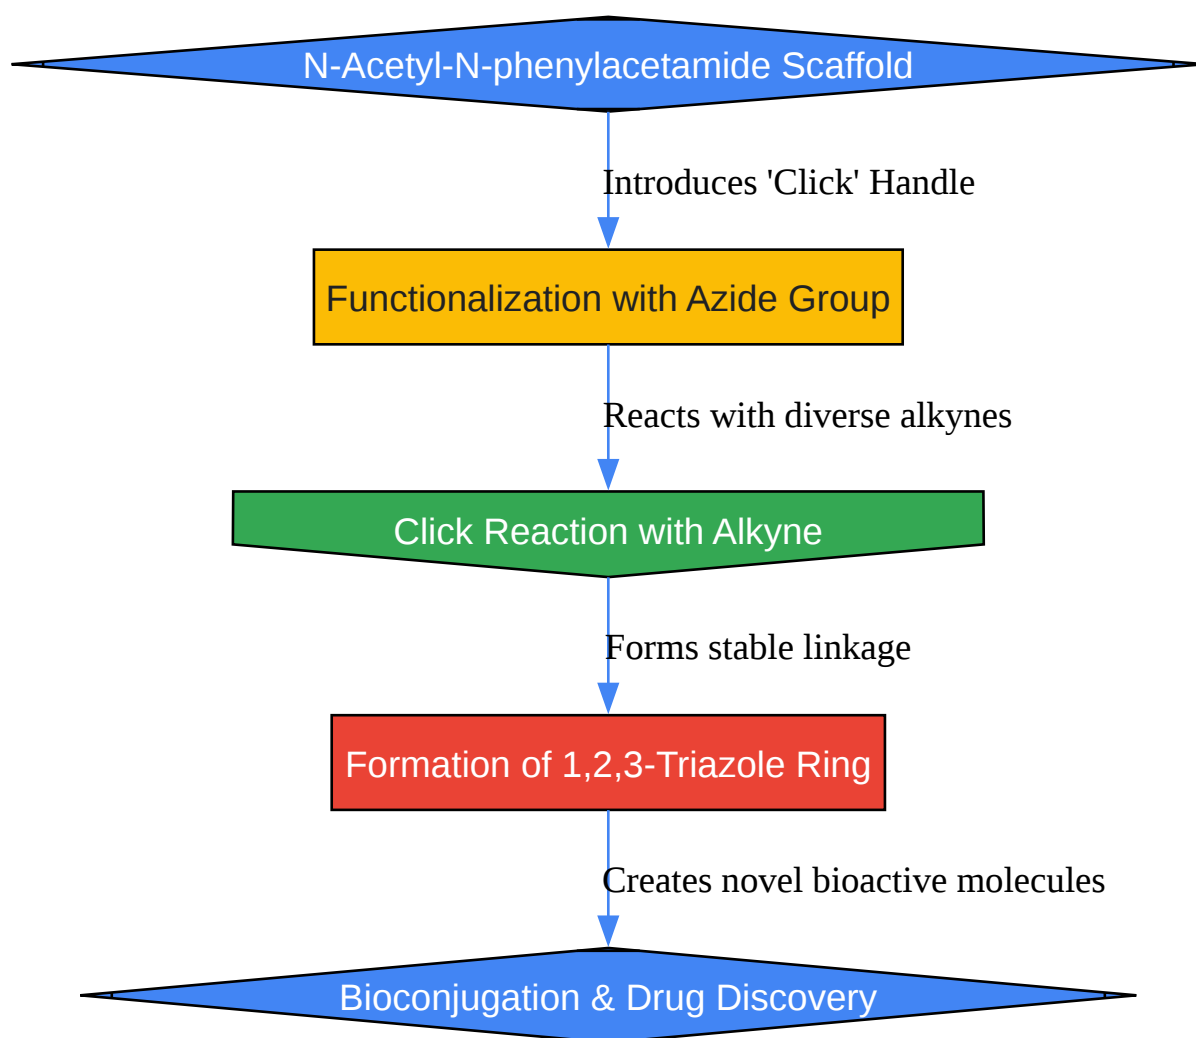 N-Acetyl-N-phenylacetamide Scaffold
Introduces 'Click' Handle
Functionalization with Azide Group
Reacts with diverse alkynes
Click Reaction with Alkyne
Forms stable linkage
Formation of 1,2,3-Triazole Ring
Creates novel bioactive molecules
Bioconjugation & Drug Discovery